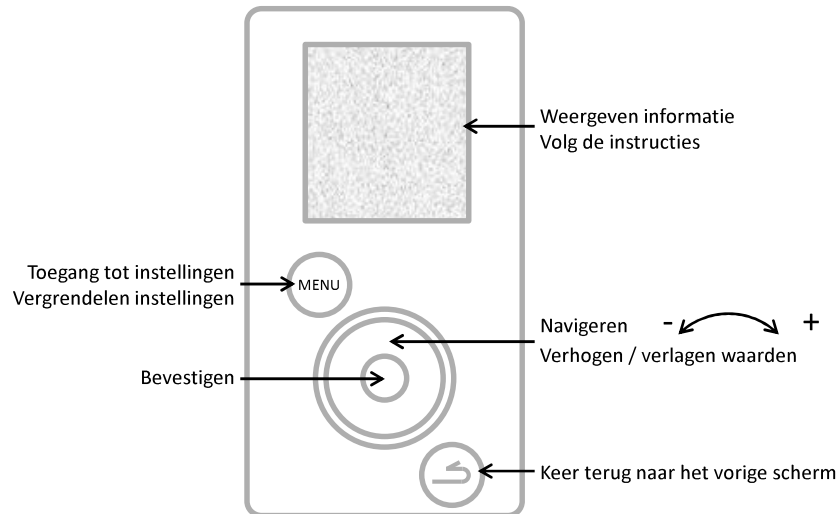 Weergeven informatie
Volg de instructies
Toegang tot instellingen
Vergrendelen instellingen
MENU
Navigeren - +
Verhogen / verlagen waarden
Bevestigen
Keer terug naar het vorige scherm